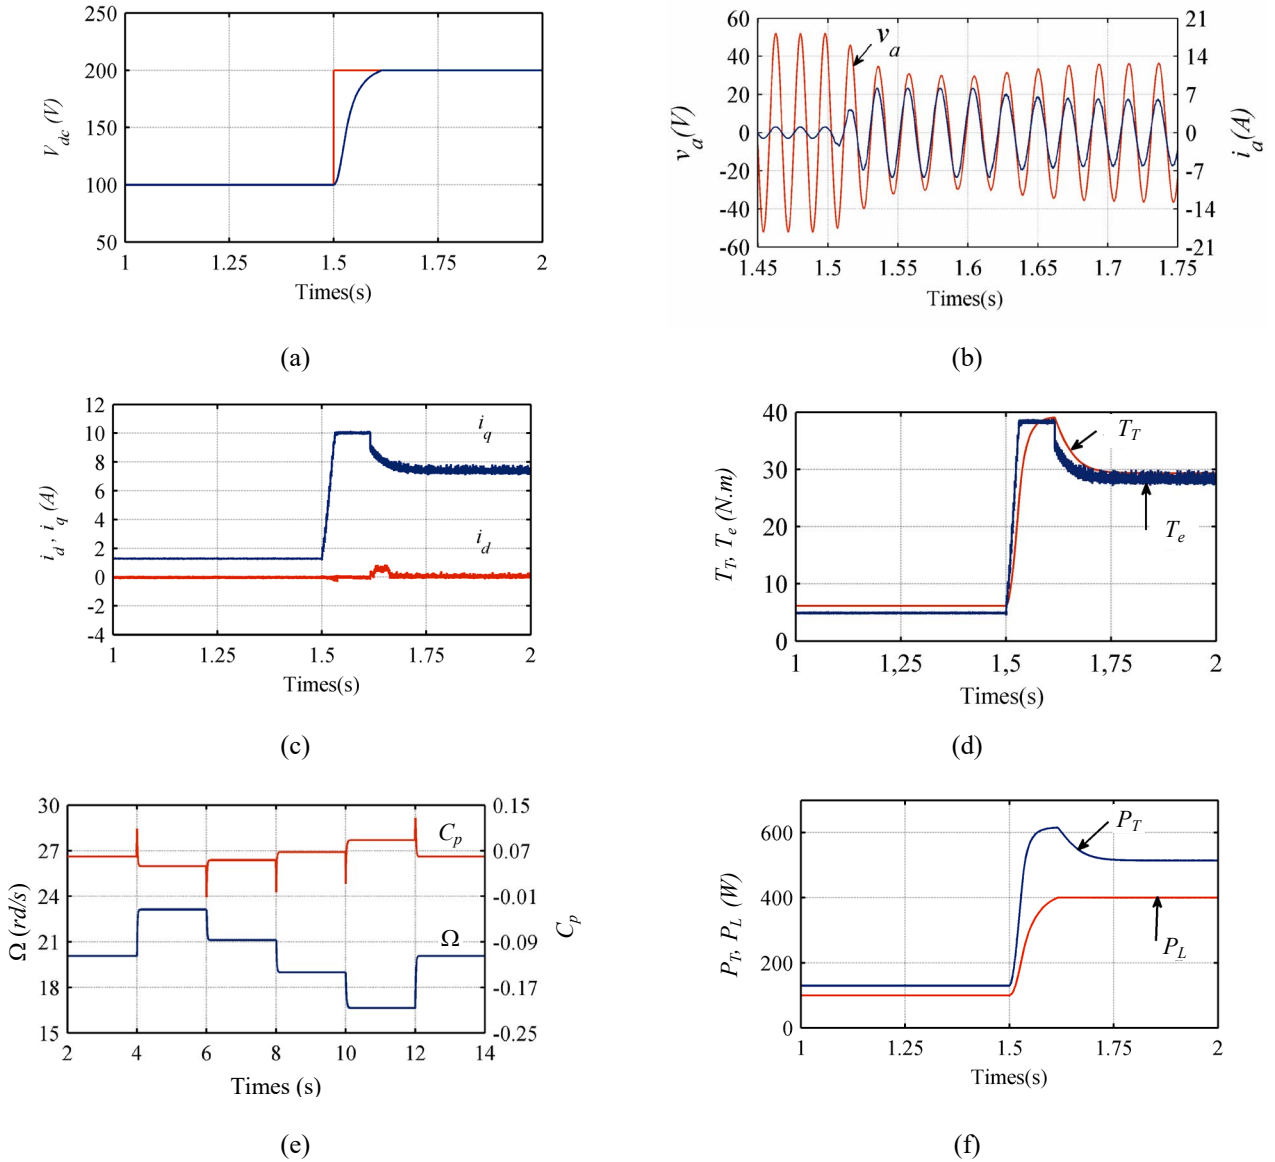 250
200
150
100
50
V_dc (V)
1 1.25 1.5 1.75 2
Times(s)
(a)
60
40
20
0
-20
-40
-60
v_a (V)
v_a
21
14
7
0
-7
-14
-21
i_a (A)
1.45 1.5 1.55 1.6 1.65 1.7 1.75
Times(s)
(b)
12
10
8
6
4
2
0
-2
-4
i_d , i_q (A)
i_q
i_d
1 1.25 1.5 1.75 2
Times(s)
(c)
40
30
20
10
0
T_T, T_e (N.m)
T_T
T_e
1 1,25 1,5 1,75 2
Times(s)
(d)
30
27
24
21
18
15
Ω (rd/s)
C_p
Ω
0.15
0.07
-0.01
-0.09
-0.17
-0.25
C_p
2 4 6 8 10 12 14
Times (s)
(e)
600
400
200
0
P_T, P_L (W)
P_T
P_L
1 1.25 1.5 1.75 2
Times(s)
(f)